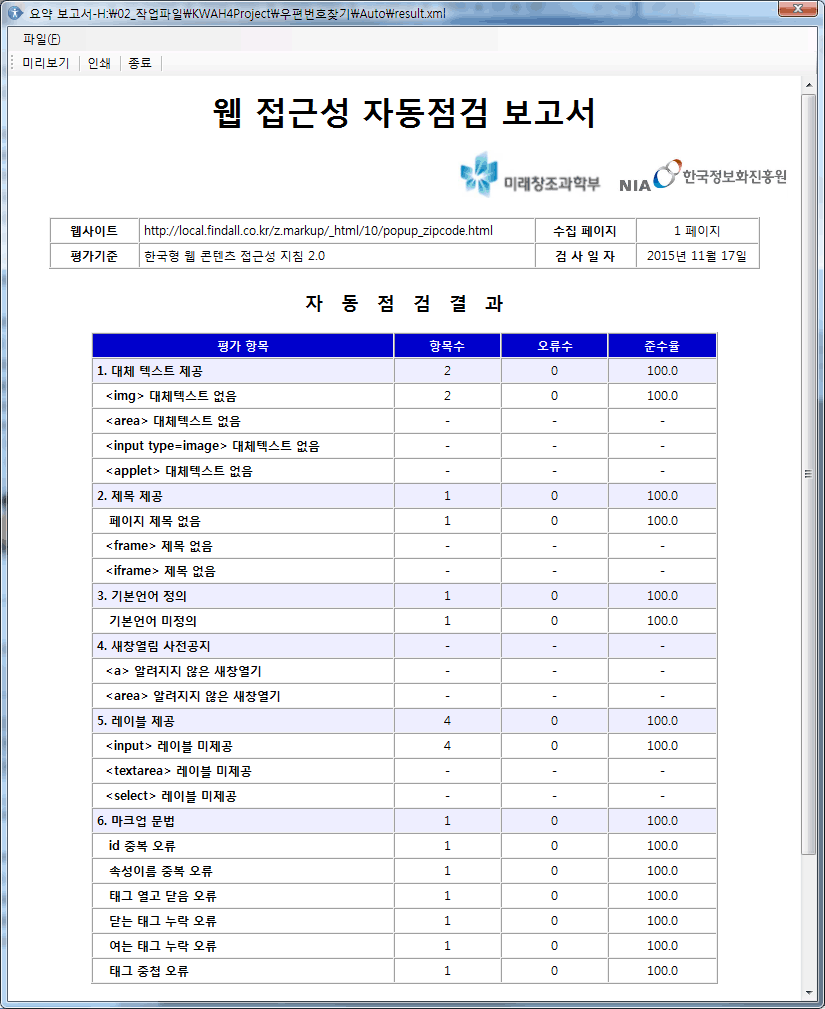 요약 보고서-H:\02_작업파일\KWAH4Project\우편번호찾기\Auto\result.xml
파일(F)
미리보기 인쇄 종료
웹 접근성 자동점검 보고서
미래창조과학부 NIA 한국정보화진흥원
웹사이트 http://local.findall.co.kr/z.markup/_html/10/popup_zipcode.html 수집 페이지 1 페이지
평가기준 한국형 웹 콘텐츠 접근성 지침 2.0 검 사 일 자 2015년 11월 17일
자 동 점 검 결 과
평가 항목 항목수 오류수 준수율
1. 대체 텍스트 제공 2 0 100.0
<img> 대체텍스트 없음 2 0 100.0
<area> 대체텍스트 없음 - - -
<input type=image> 대체텍스트 없음 - - -
<applet> 대체텍스트 없음 - - -
2. 제목 제공 1 0 100.0
페이지 제목 없음 1 0 100.0
<frame> 제목 없음 - - -
<iframe> 제목 없음 - - -
3. 기본언어 정의 1 0 100.0
기본언어 미정의 1 0 100.0
4. 새창열림 사전공지 - - -
<a> 알려지지 않은 새창열기 - - -
<area> 알려지지 않은 새창열기 - - -
5. 레이블 제공 4 0 100.0
<input> 레이블 미제공 4 0 100.0
<textarea> 레이블 미제공 - - -
<select> 레이블 미제공 - - -
6. 마크업 문법 1 0 100.0
id 중복 오류 1 0 100.0
속성이름 중복 오류 1 0 100.0
태그 열고 닫음 오류 1 0 100.0
닫는 태그 누락 오류 1 0 100.0
여는 태그 누락 오류 1 0 100.0
태그 중첩 오류 1 0 100.0